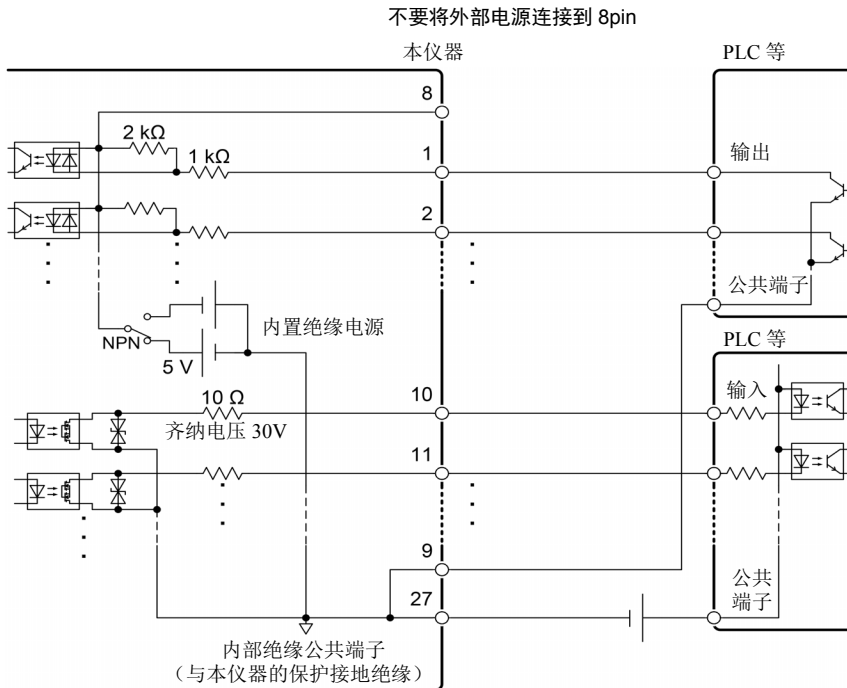 不要将外部电源连接到 8pin
本仪器
PLC 等
8
2 kΩ
1 kΩ
1
输出
2
公共端子
内置绝缘电源
NPN
5 V
PLC 等
10 Ω
10
输入
齐纳电压 30V
11
9
公共
端子
27
内部绝缘公共端子
（与本仪器的保护接地绝缘）